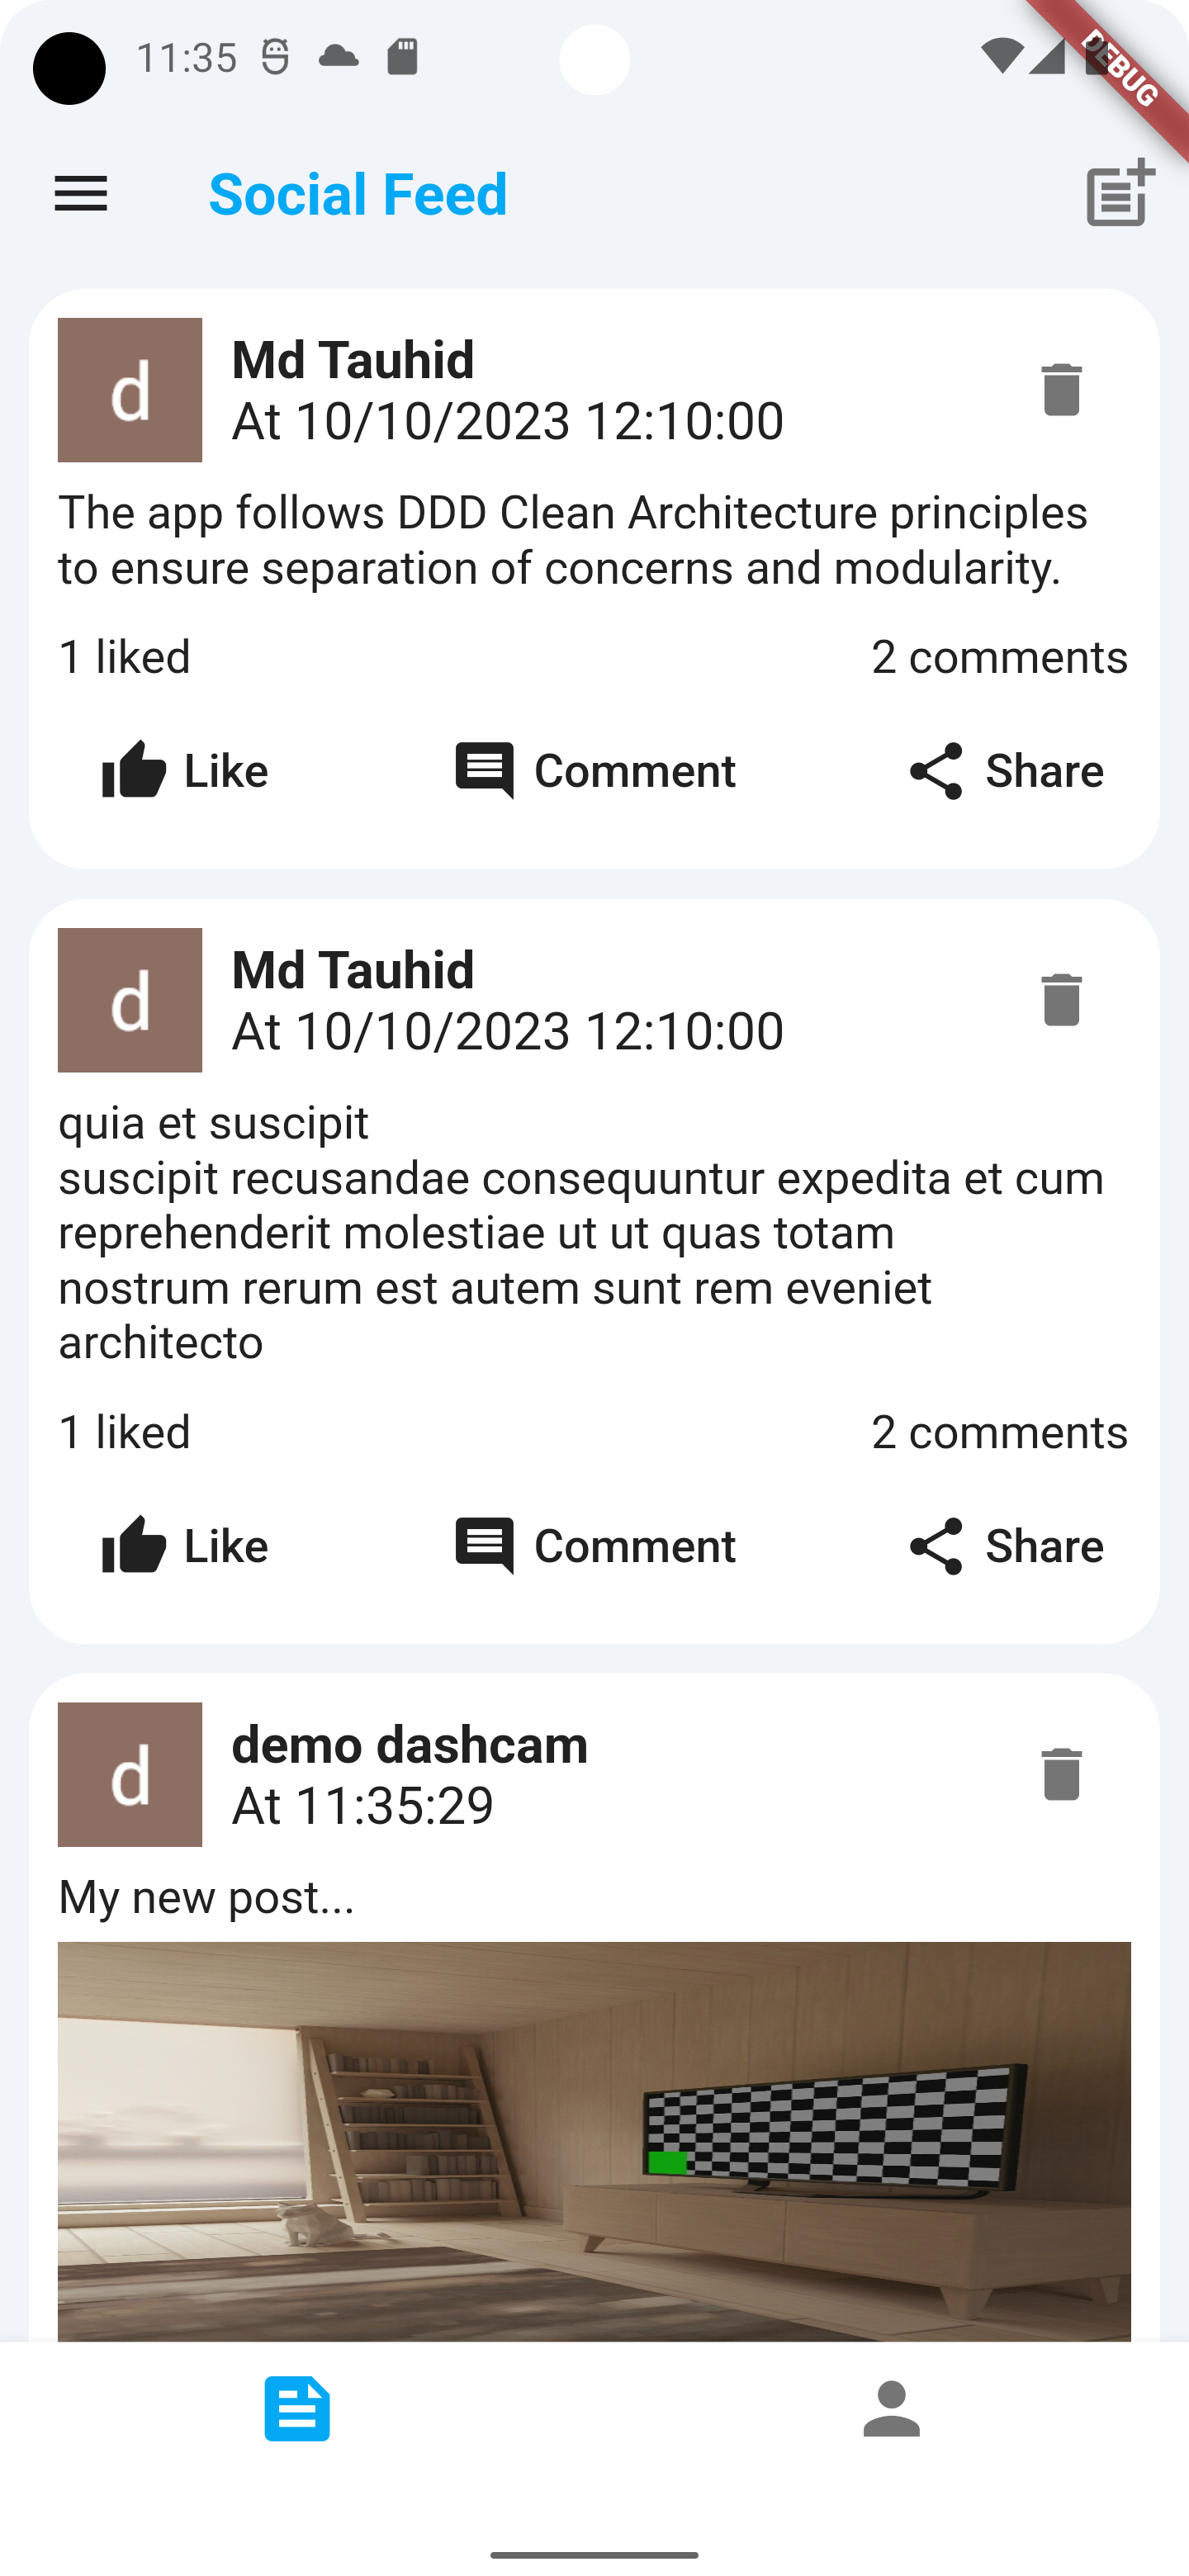 11:35
DEBUG
Social Feed
d
Md Tauhid
At 10/10/2023 12:10:00
The app follows DDD Clean Architecture principles
to ensure separation of concerns and modularity.
1 liked
2 comments
Like
Comment
Share
d
Md Tauhid
At 10/10/2023 12:10:00
quia et suscipit
suscipit recusandae consequuntur expedita et cum
reprehenderit molestiae ut ut quas totam
nostrum rerum est autem sunt rem eveniet
architecto
1 liked
2 comments
Like
Comment
Share
d
demo dashcam
At 11:35:29
My new post...